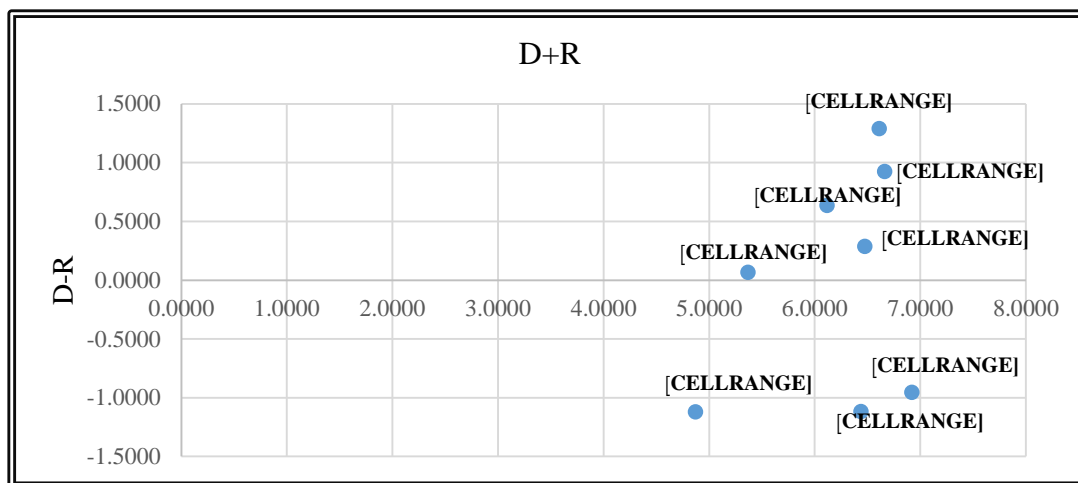 D+R
1.5000
[CELLRANGE]
1.0000
[CELLRANGE]
[CELLRANGE]
0.5000
[CELLRANGE]
[CELLRANGE]
D-R
0.0000
0.0000 1.0000 2.0000 3.0000 4.0000 5.0000 6.0000 7.0000 8.0000
-0.5000
[CELLRANGE]
[CELLRANGE]
-1.0000
[CELLRANGE]
-1.5000